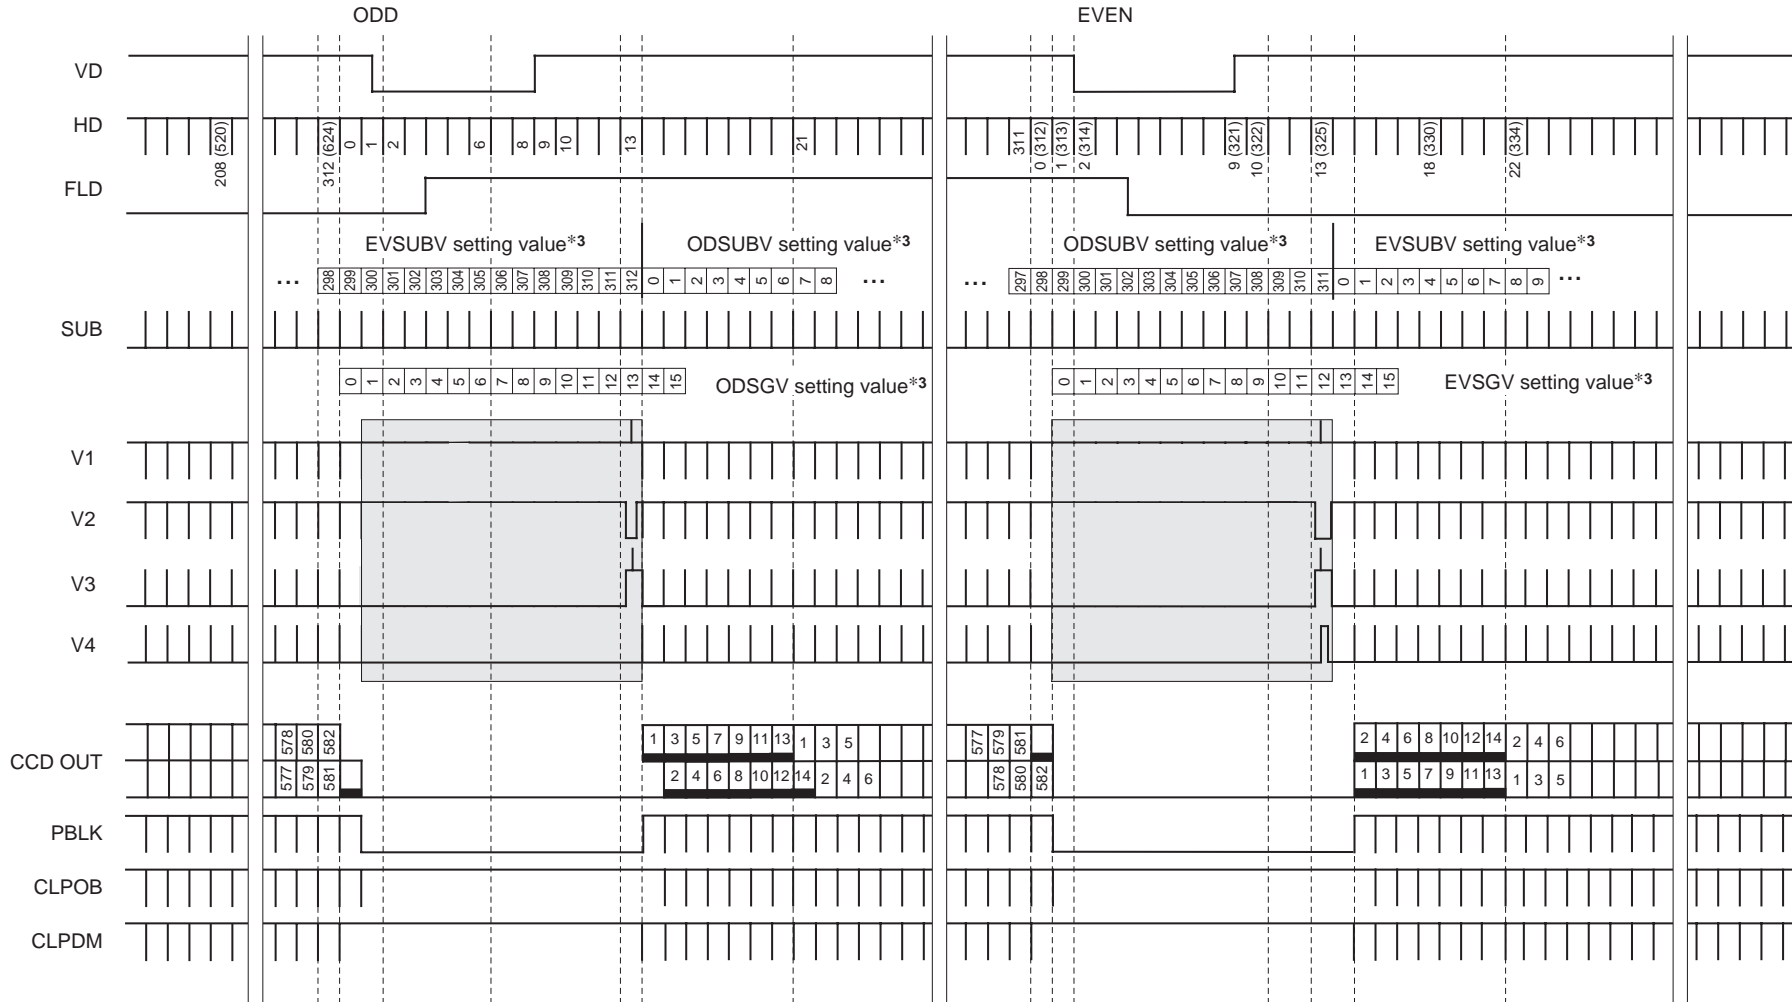 ODD EVEN
VD
HD
208 (520) 312 (624) 0 1 2 6 8 9 10 13 21 311 0 (312) 1 (313) 2 (314) 9 (321) 10 (322) 13 (325) 18 (330) 22 (334)
FLD
EVSUBV setting value*3 ODSUBV setting value*3 ODSUBV setting value*3 EVSUBV setting value*3
... 298 299 300 301 302 303 304 305 306 307 308 309 310 311 312 0 1 2 3 4 5 6 7 8 ... ... 297 298 299 300 301 302 303 304 305 306 307 308 309 310 311 0 1 2 3 4 5 6 7 8 9 ...
SUB
0 1 2 3 4 5 6 7 8 9 10 11 12 13 14 15 ODSGV setting value*3 0 1 2 3 4 5 6 7 8 9 10 11 12 13 14 15 EVSGV setting value*3
V1
V2
V3
V4
CCD OUT
578 580 582 1 3 5 7 9 11 13 1 3 5 577 579 581 2 4 6 8 10 12 14 2 4 6
577 579 581 2 4 6 8 10 12 14 2 4 6 578 580 582 1 3 5 7 9 11 13 1 3 5
PBLK
CLPOB
CLPDM